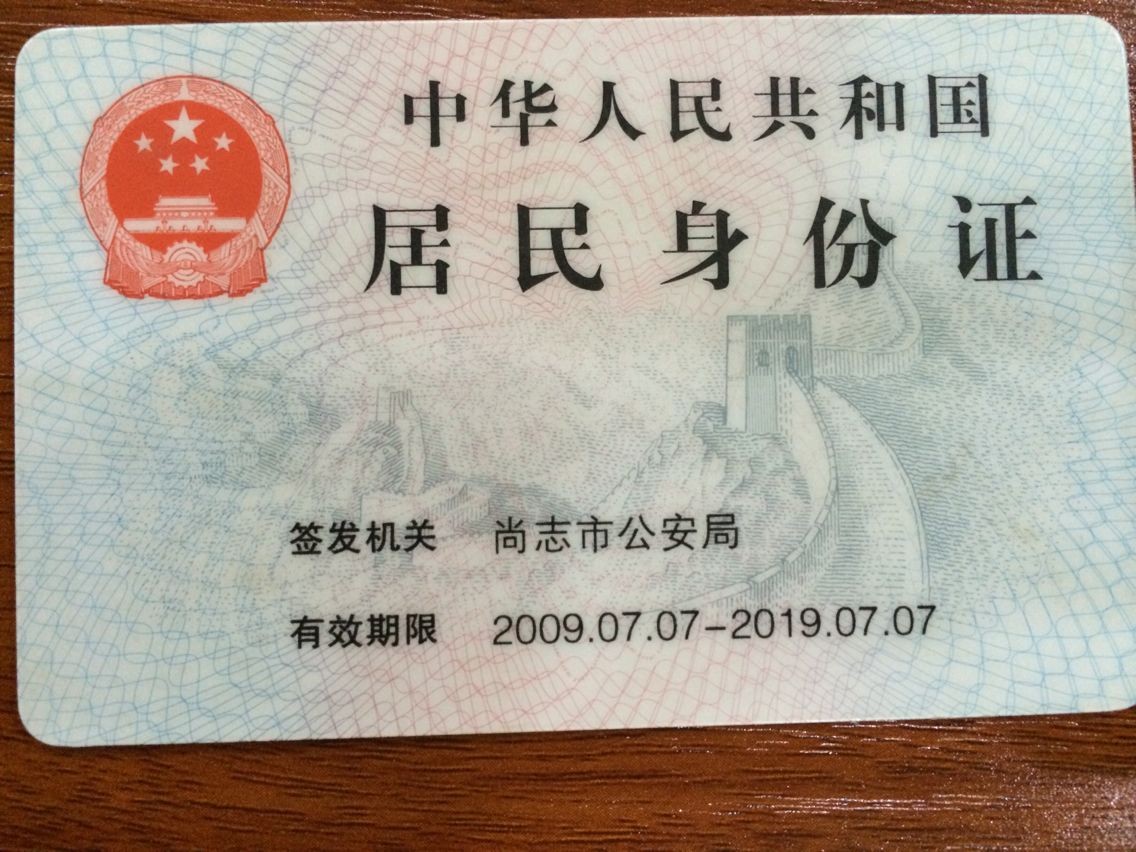 中华人民共和国
居民身份证
签发机关 尚志市公安局
有效期限 2009.07.07-2019.07.07